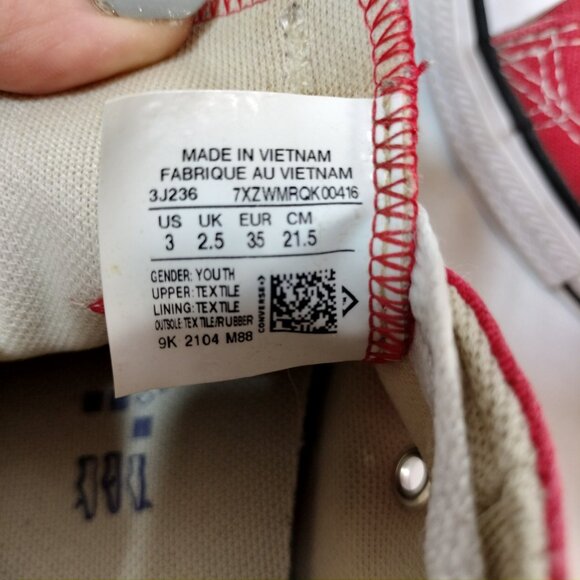 MADE IN VIETNAM
FABRIQUE AU VIETNAM
3J236 7XZWMRQK00416
US UK EUR CM
3 2.5 35 21.5
GENDER: YOUTH
UPPER: TEXTILE
LINING: TEXTILE
OUTSOLE: TEXTILE/RUBBER
9K 2104 M88
CONVERSE